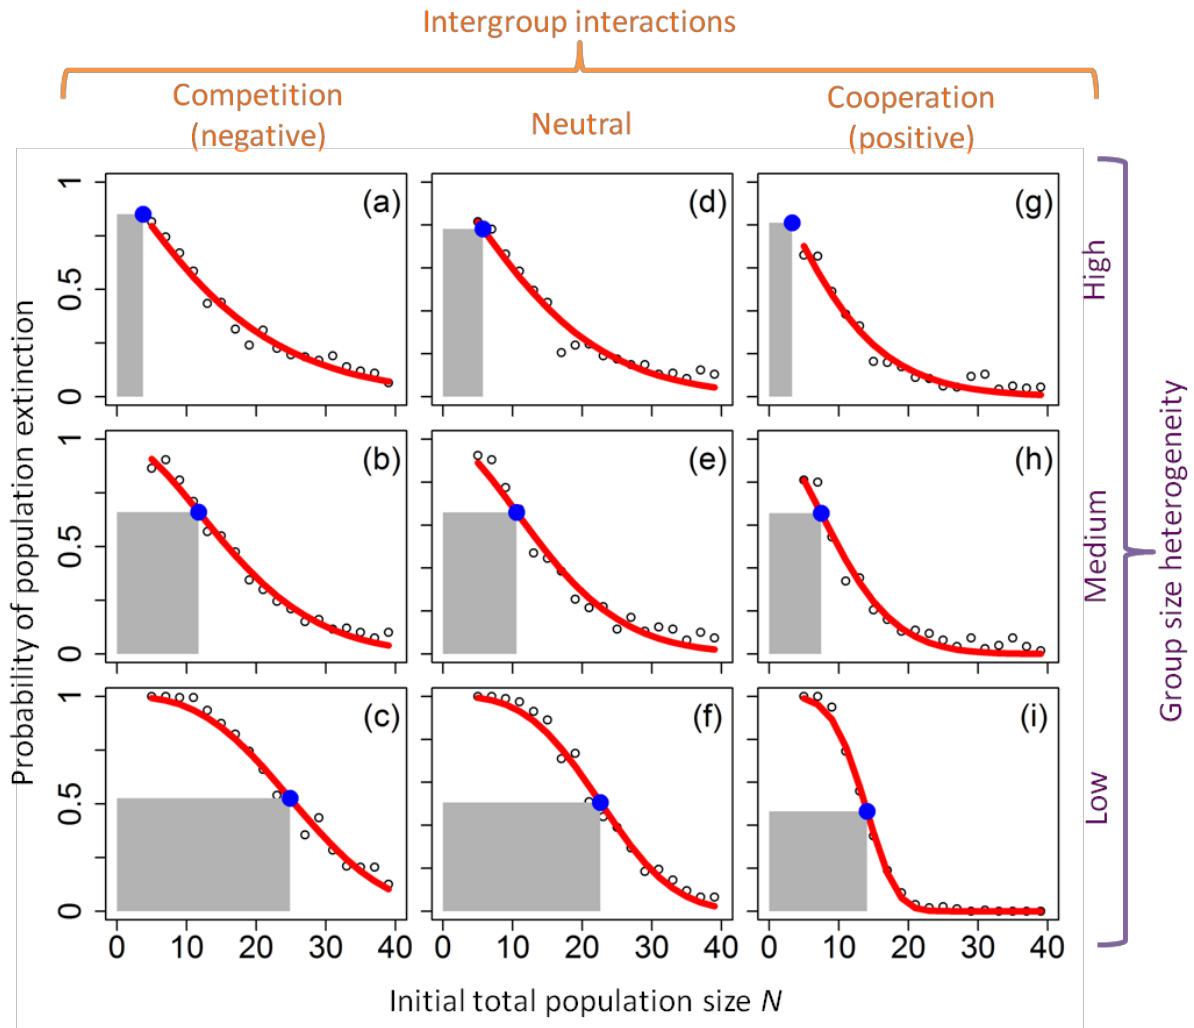 Intergroup interactions
Competition
(negative)
Neutral
Cooperation
(positive)
Probability of population extinction
1
0.5
0
(a)
(d)
(g)
High
1
0.5
0
(b)
(e)
(h)
Medium
1
0.5
0
(c)
(f)
(i)
Low
Group size heterogeneity
0 10 20 30 40 0 10 20 30 40 0 10 20 30 40
Initial total population size N